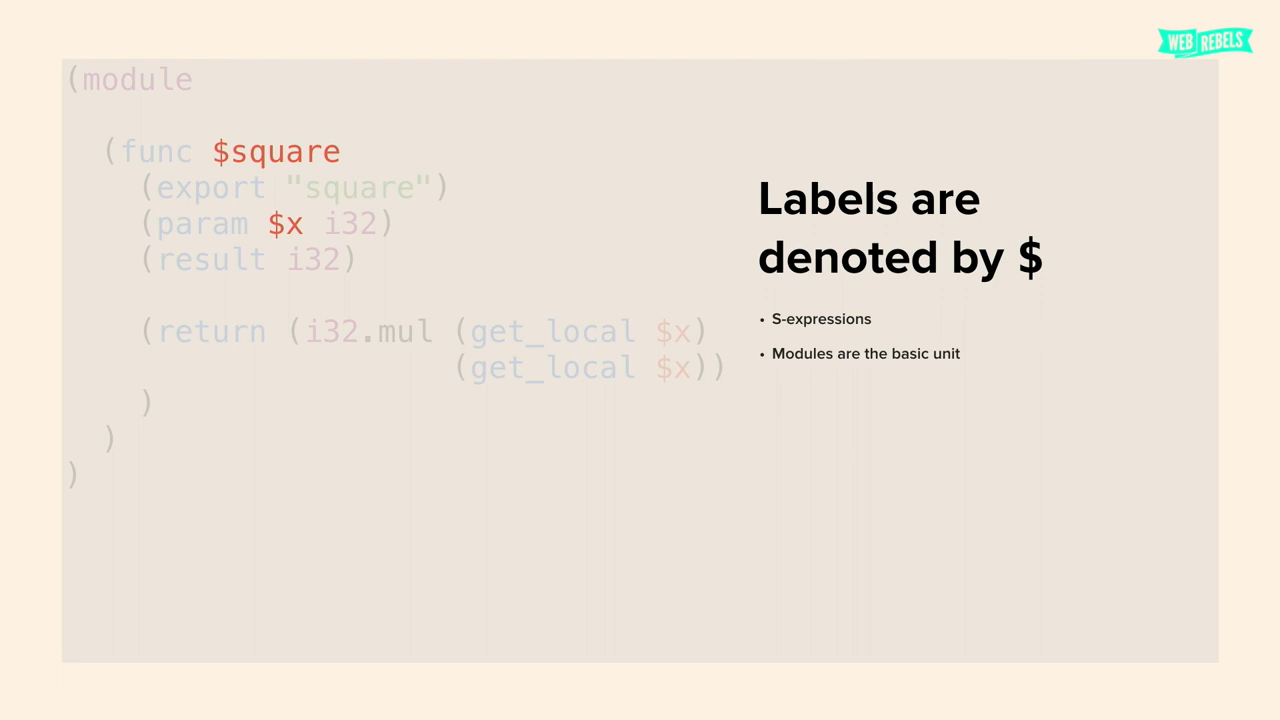 WEB REBELS
(module
(func $square
(export "square")
(param $x i32)
(result i32)
(return (i32.mul (get_local $x)
(get_local $x))
)
)
)
Labels are
denoted by $
• S-expressions
• Modules are the basic unit